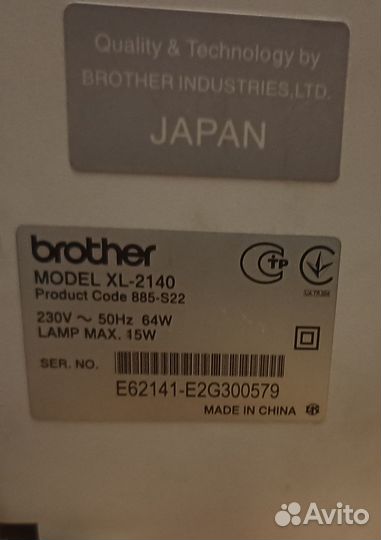 Quality & Technology by
BROTHER INDUSTRIES,LTD.
JAPAN
brother
MODEL XL-2140
Product Code 885-S22
230V ~ 50Hz 64W
LAMP MAX. 15W
SER. NO.
E62141-E2G300579
MADE IN CHINA
Avito